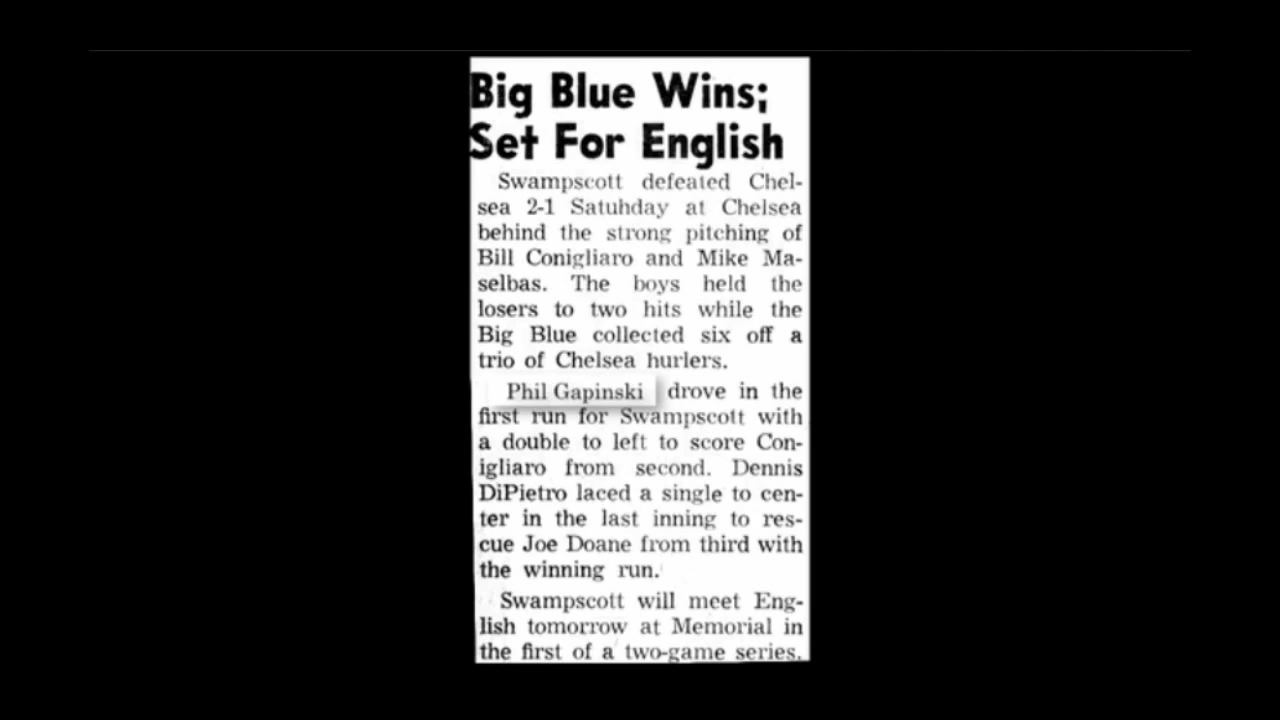 Big Blue Wins;
Set For English
Swampscott defeated Chel-
sea 2-1 Satuhday at Chelsea
behind the strong pitching of
Bill Conigliaro and Mike Ma-
selbas. The boys held the
losers to two hits while the
Big Blue collected six off a
trio of Chelsea hurlers.
Phil Gapinski drove in the
first run for Swampscott with
a double to left to score Con-
igliaro from second. Dennis
DiPietro laced a single to cen-
ter in the last inning to res-
cue Joe Doane from third with
the winning run.
Swampscott will meet Eng-
lish tomorrow at Memorial in
the first of a two-game series.